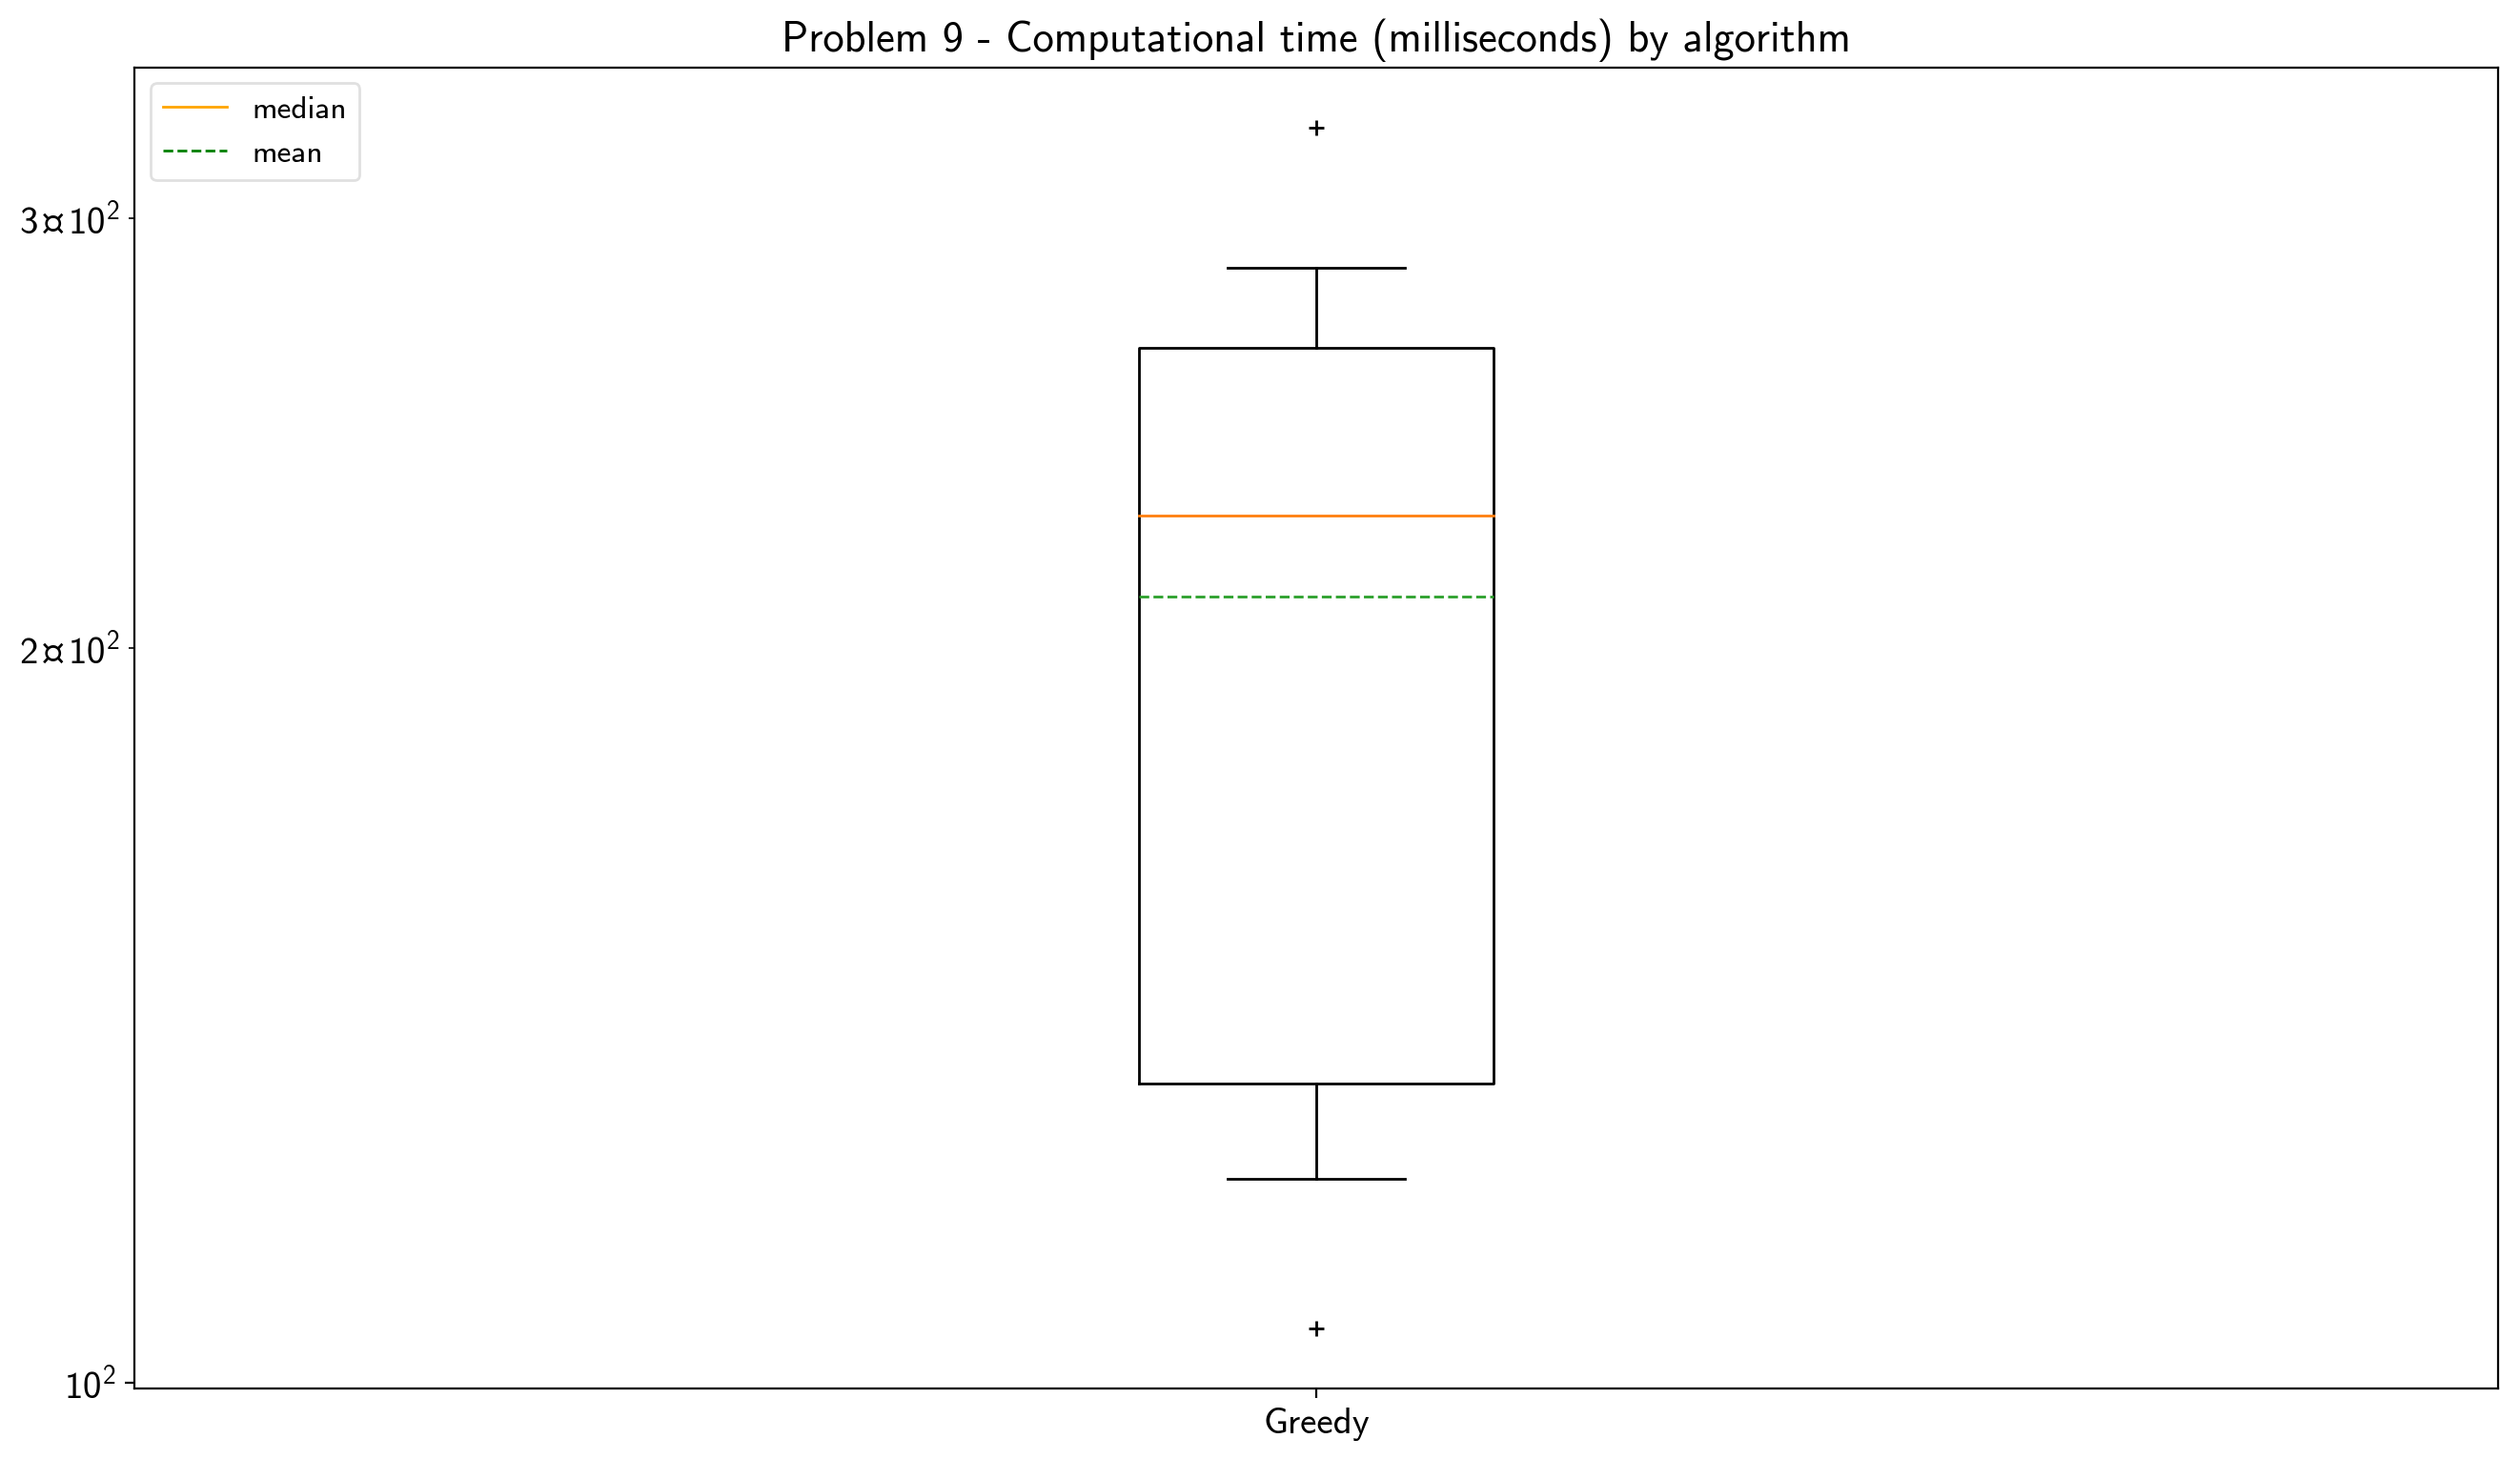 Problem 9 - Computational time (milliseconds) by algorithm
median
mean
3¤10²
2¤10²
10²
Greedy